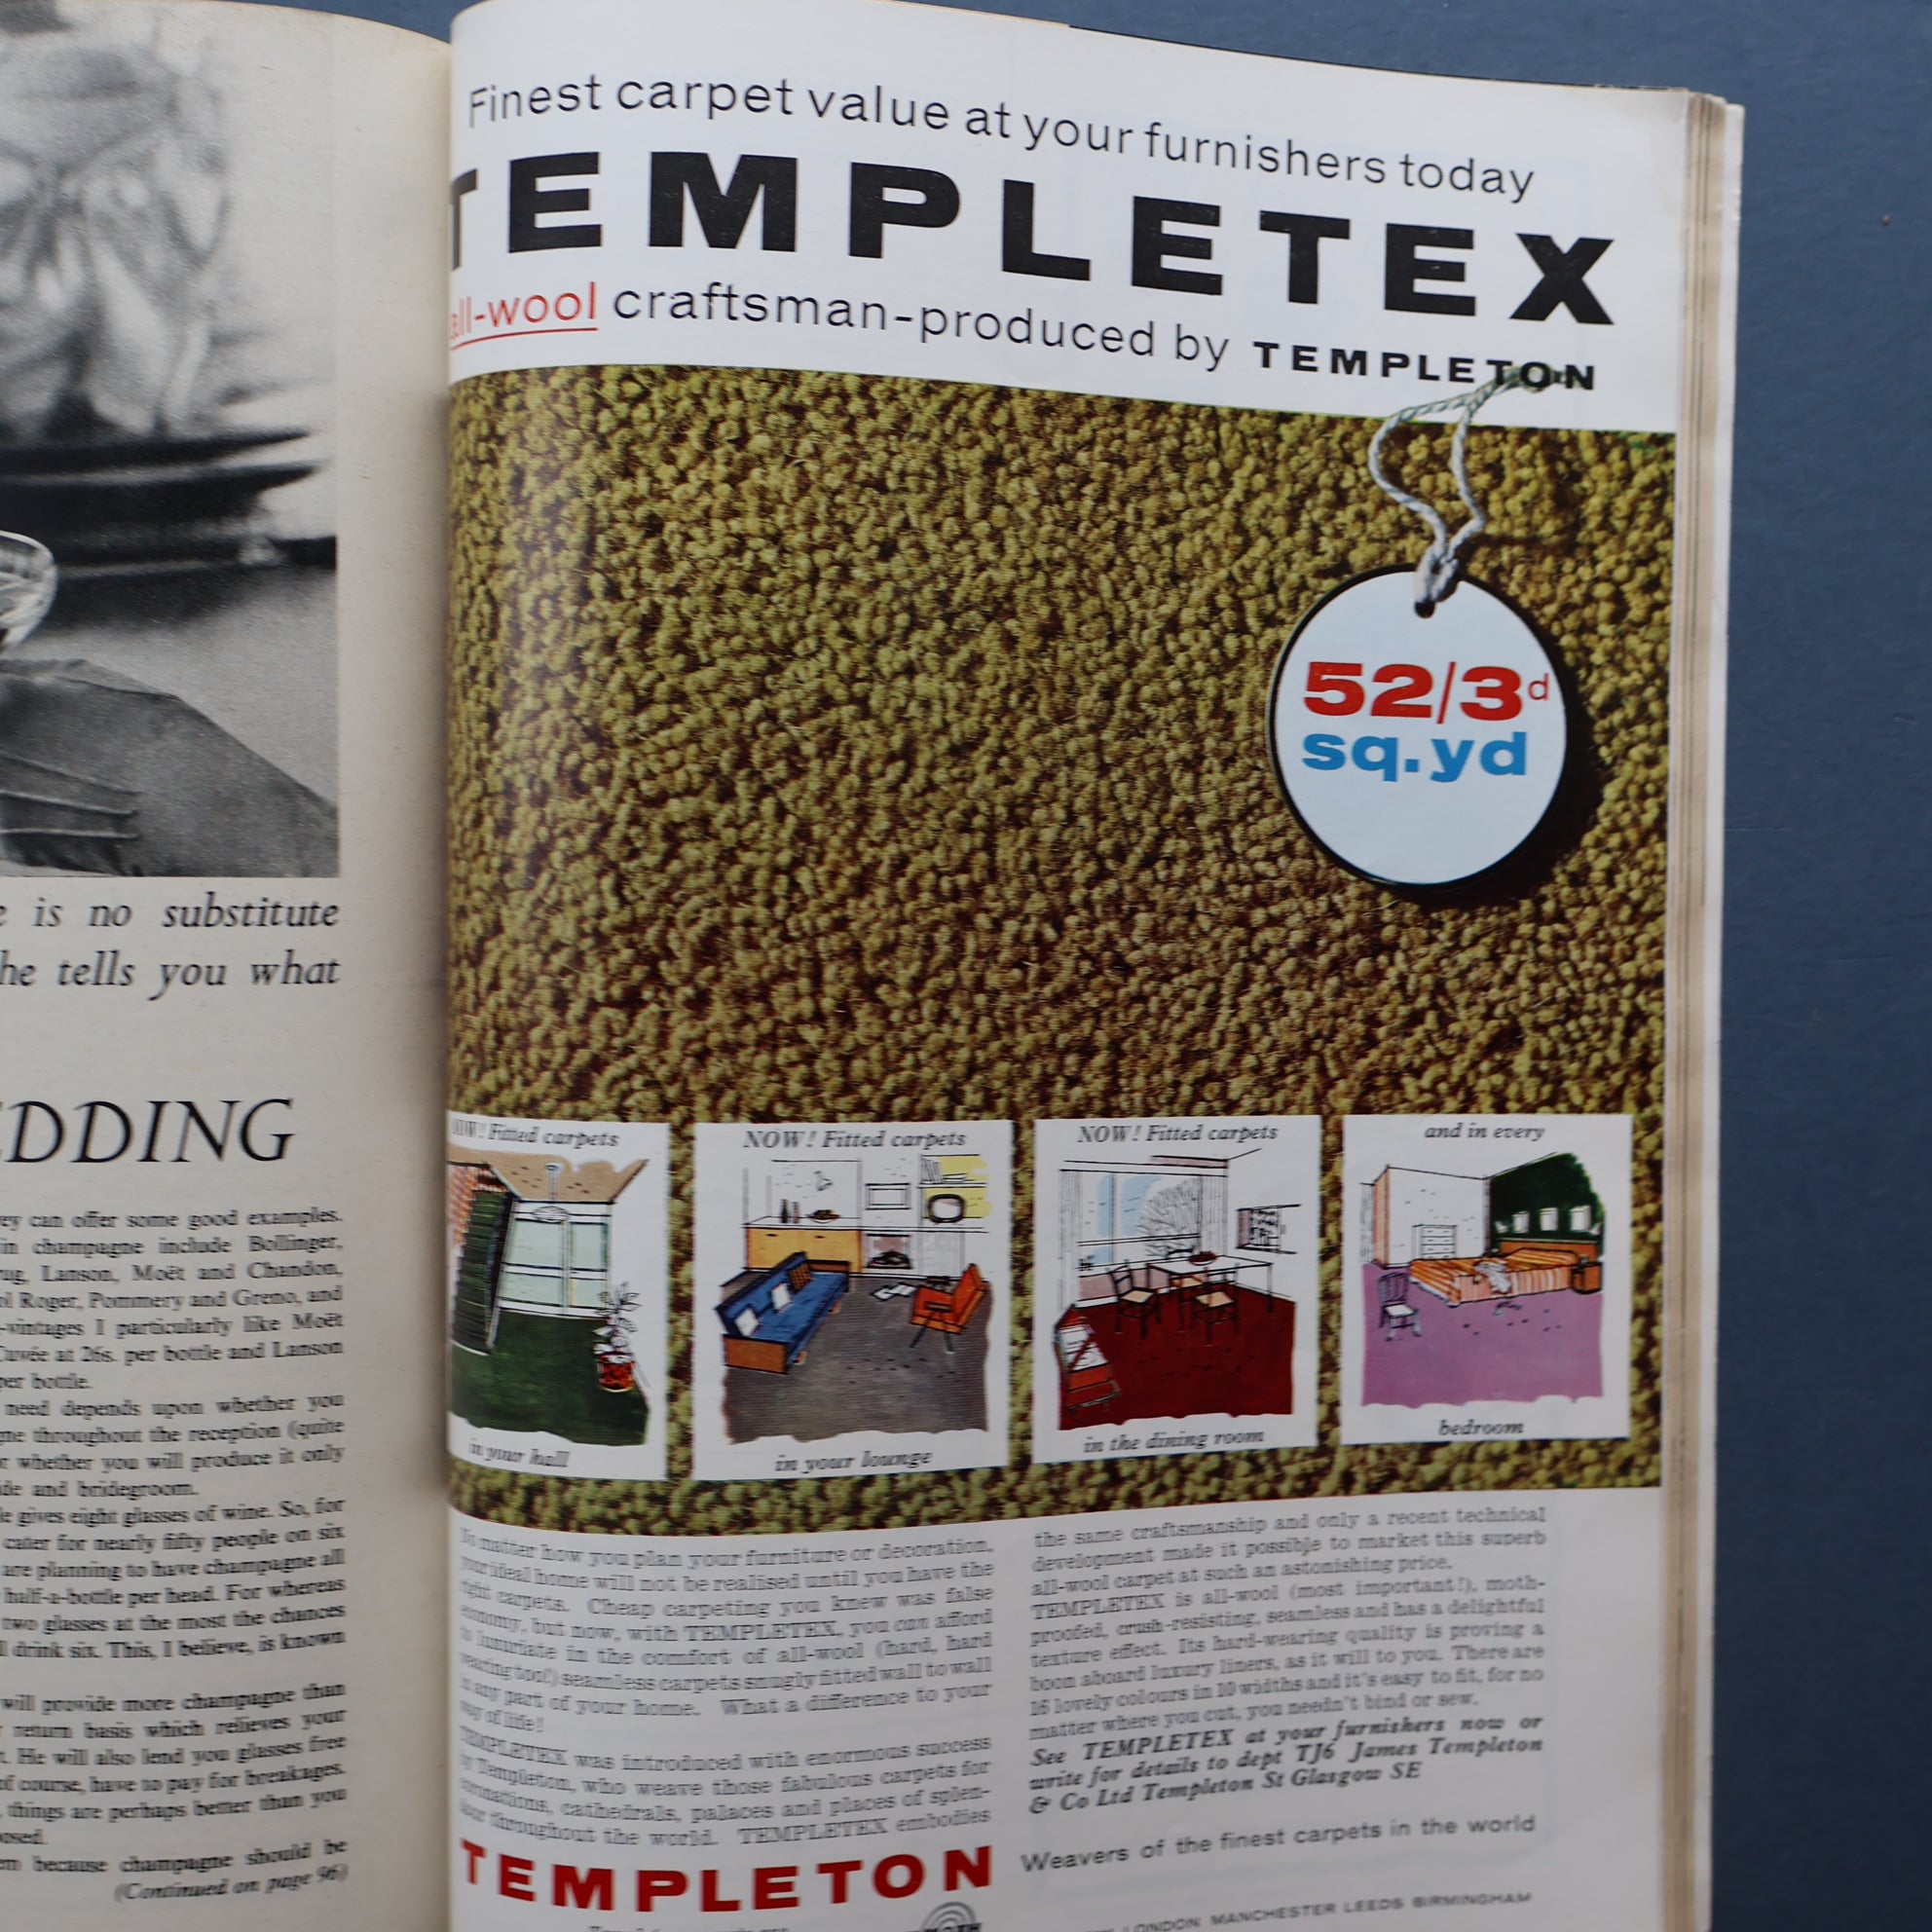 is no substitute
he tells you what
EDDING
ey can offer some good examples.
in champagne include Bollinger,
ug, Lanson, Moët and Chandon,
ol Roger, Pommery and Greno, and
-vintages I particularly like Moët
Cuvée at 26s. per bottle and Lanson
per bottle.
need depends upon whether you
gne throughout the reception (quite
or whether you will produce it only
de and bridegroom.
le gives eight glasses of wine. So, for
cater for nearly fifty people on six
are planning to have champagne all
half-a-bottle per head. For whereas
two glasses at the most the chances
ll drink six. This, I believe, is known
will provide more champagne than
r return basis which relieves your
t. He will also lend you glasses free
of course, have to pay for breakages.
things are perhaps better than you
osed.
em because champagne should be
(Continued on page 96)
Finest carpet value at your furnishers today
TEMPLETEX
all-wool craftsman-produced by TEMPLETON
52/3d
sq.yd
NOW! Fitted carpets
in your hall
NOW! Fitted carpets
in your lounge
NOW! Fitted carpets
in the dining room
and in every
bedroom
No matter how you plan your furniture or decoration,
your ideal home will not be realised until you have the
right carpets. Cheap carpeting you knew was false
economy, but now, with TEMPLETEX, you can afford
to luxuriate in the comfort of all-wool (hard, hard
wearing too!) seamless carpets snugly fitted wall to wall
in any part of your home. What a difference to your
way of life!
TEMPLETEX was introduced with enormous success
by Templeton, who weave those fabulous carpets for
coronations, cathedrals, palaces and places of splen-
dour throughout the world. TEMPLETEX embodies
the same craftsmanship and only a recent technical
development made it possible to market this superb
all-wool carpet at such an astonishing price.
TEMPLETEX is all-wool (most important!), moth-
proofed, crush-resisting, seamless and has a delightful
texture effect. Its hard-wearing quality is proving a
boon aboard luxury liners, as it will to you. There are
16 lovely colours in 10 widths and it's easy to fit, for no
matter where you cut, you needn't bind or sew.
See TEMPLETEX at your furnishers now or
write for details to dept TJ6 James Templeton
& Co Ltd Templeton St Glasgow SE
TEMPLETON
Weavers of the finest carpets in the world
LONDON MANCHESTER LEEDS BIRMINGHAM